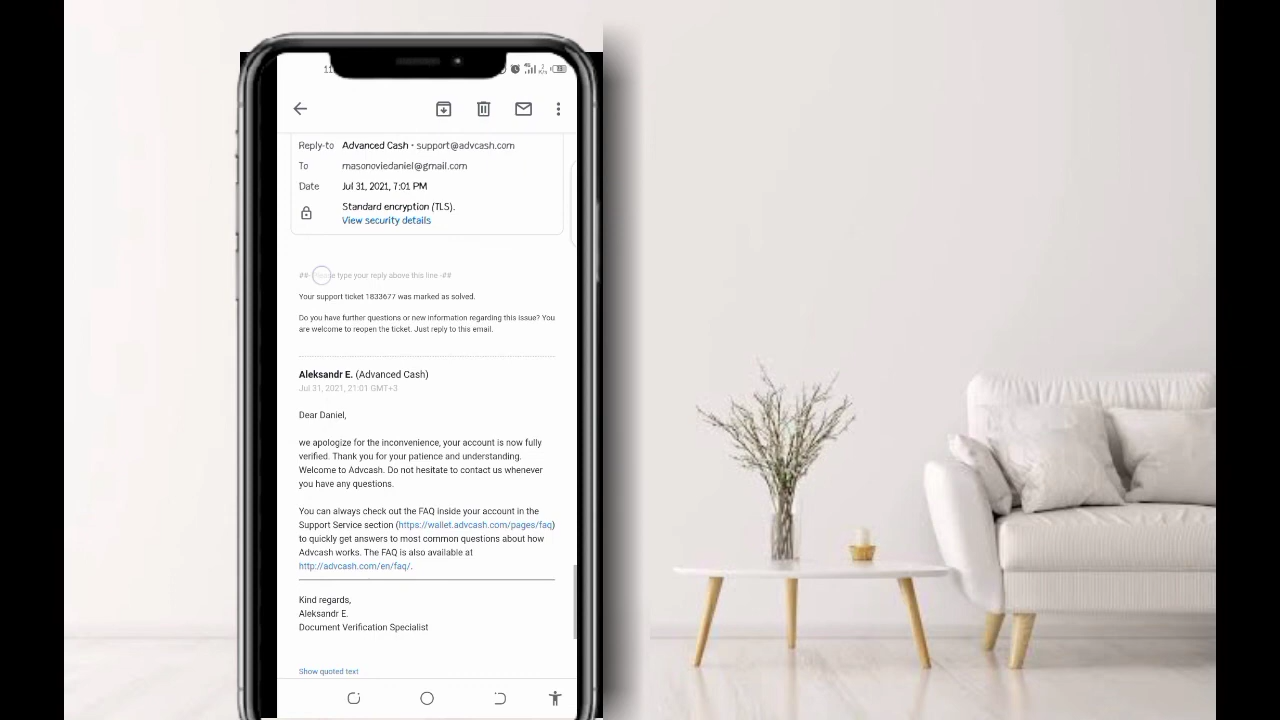 11
Reply-to Advanced Cash • support@advcash.com
To masonoviedaniel@gmail.com
Date Jul 31, 2021, 7:01 PM
Standard encryption (TLS).
View security details
##- Please type your reply above this line -##
Your support ticket 1833677 was marked as solved.
Do you have further questions or new information regarding this issue? You
are welcome to reopen the ticket. Just reply to this email.
Aleksandr E. (Advanced Cash)
Jul 31, 2021, 21:01 GMT+3
Dear Daniel,
we apologize for the inconvenience, your account is now fully
verified. Thank you for your patience and understanding.
Welcome to Advcash. Do not hesitate to contact us whenever
you have any questions.
You can always check out the FAQ inside your account in the
Support Service section (https://wallet.advcash.com/pages/faq)
to quickly get answers to most common questions about how
Advcash works. The FAQ is also available at
http://advcash.com/en/faq/.
Kind regards,
Aleksandr E.
Document Verification Specialist
Show quoted text